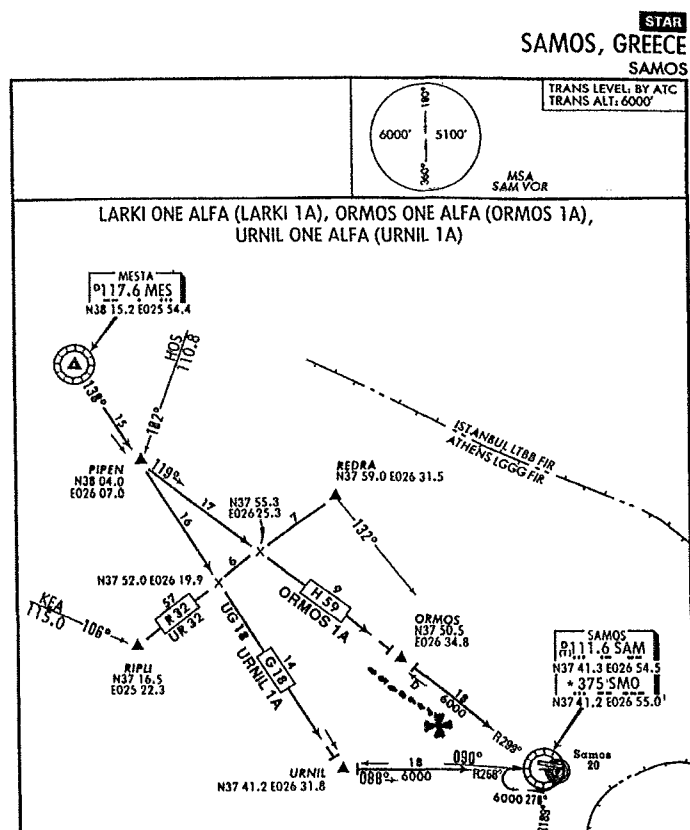 STAR
SAMOS, GREECE
SAMOS
TRANS LEVEL: BY ATC
TRANS ALT: 6000'
180°
6000' 5100'
360°
MSA
SAM VOR
LARKI ONE ALFA (LARKI 1A), ORMOS ONE ALFA (ORMOS 1A),
URNIL ONE ALFA (URNIL 1A)
MESTA
D117.6 MES
N38 15.2 E025 54.4
HOS
110.8
138°
15
182°
ISTANBUL LTBB FIR
ATHENS LGGG FIR
PIPEN
N38 04.0
E026 07.0
119°
REDRA
N37 59.0 E026 31.5
17
N37 55.3
E026 25.3
7
132°
16
6
N37 52.0 E026 19.9
KEA
115.0
106°
57
R 32
UR 32
9
H 59
ORMOS 1A
ORMOS
N37 50.5
E026 34.8
UG 18
G 18
14
URNIL 1A
RIPLI
N37 16.5
E025 22.3
SAMOS
111.6 SAM
N37 41.3 E026 54.5
* 375 SMO
N37 41.2 E026 55.0
D
18
6000
R298°
URNIL
N37 41.2 E026 31.8
18
6000
088°
090°
R268°
Samos
20
6000 278°